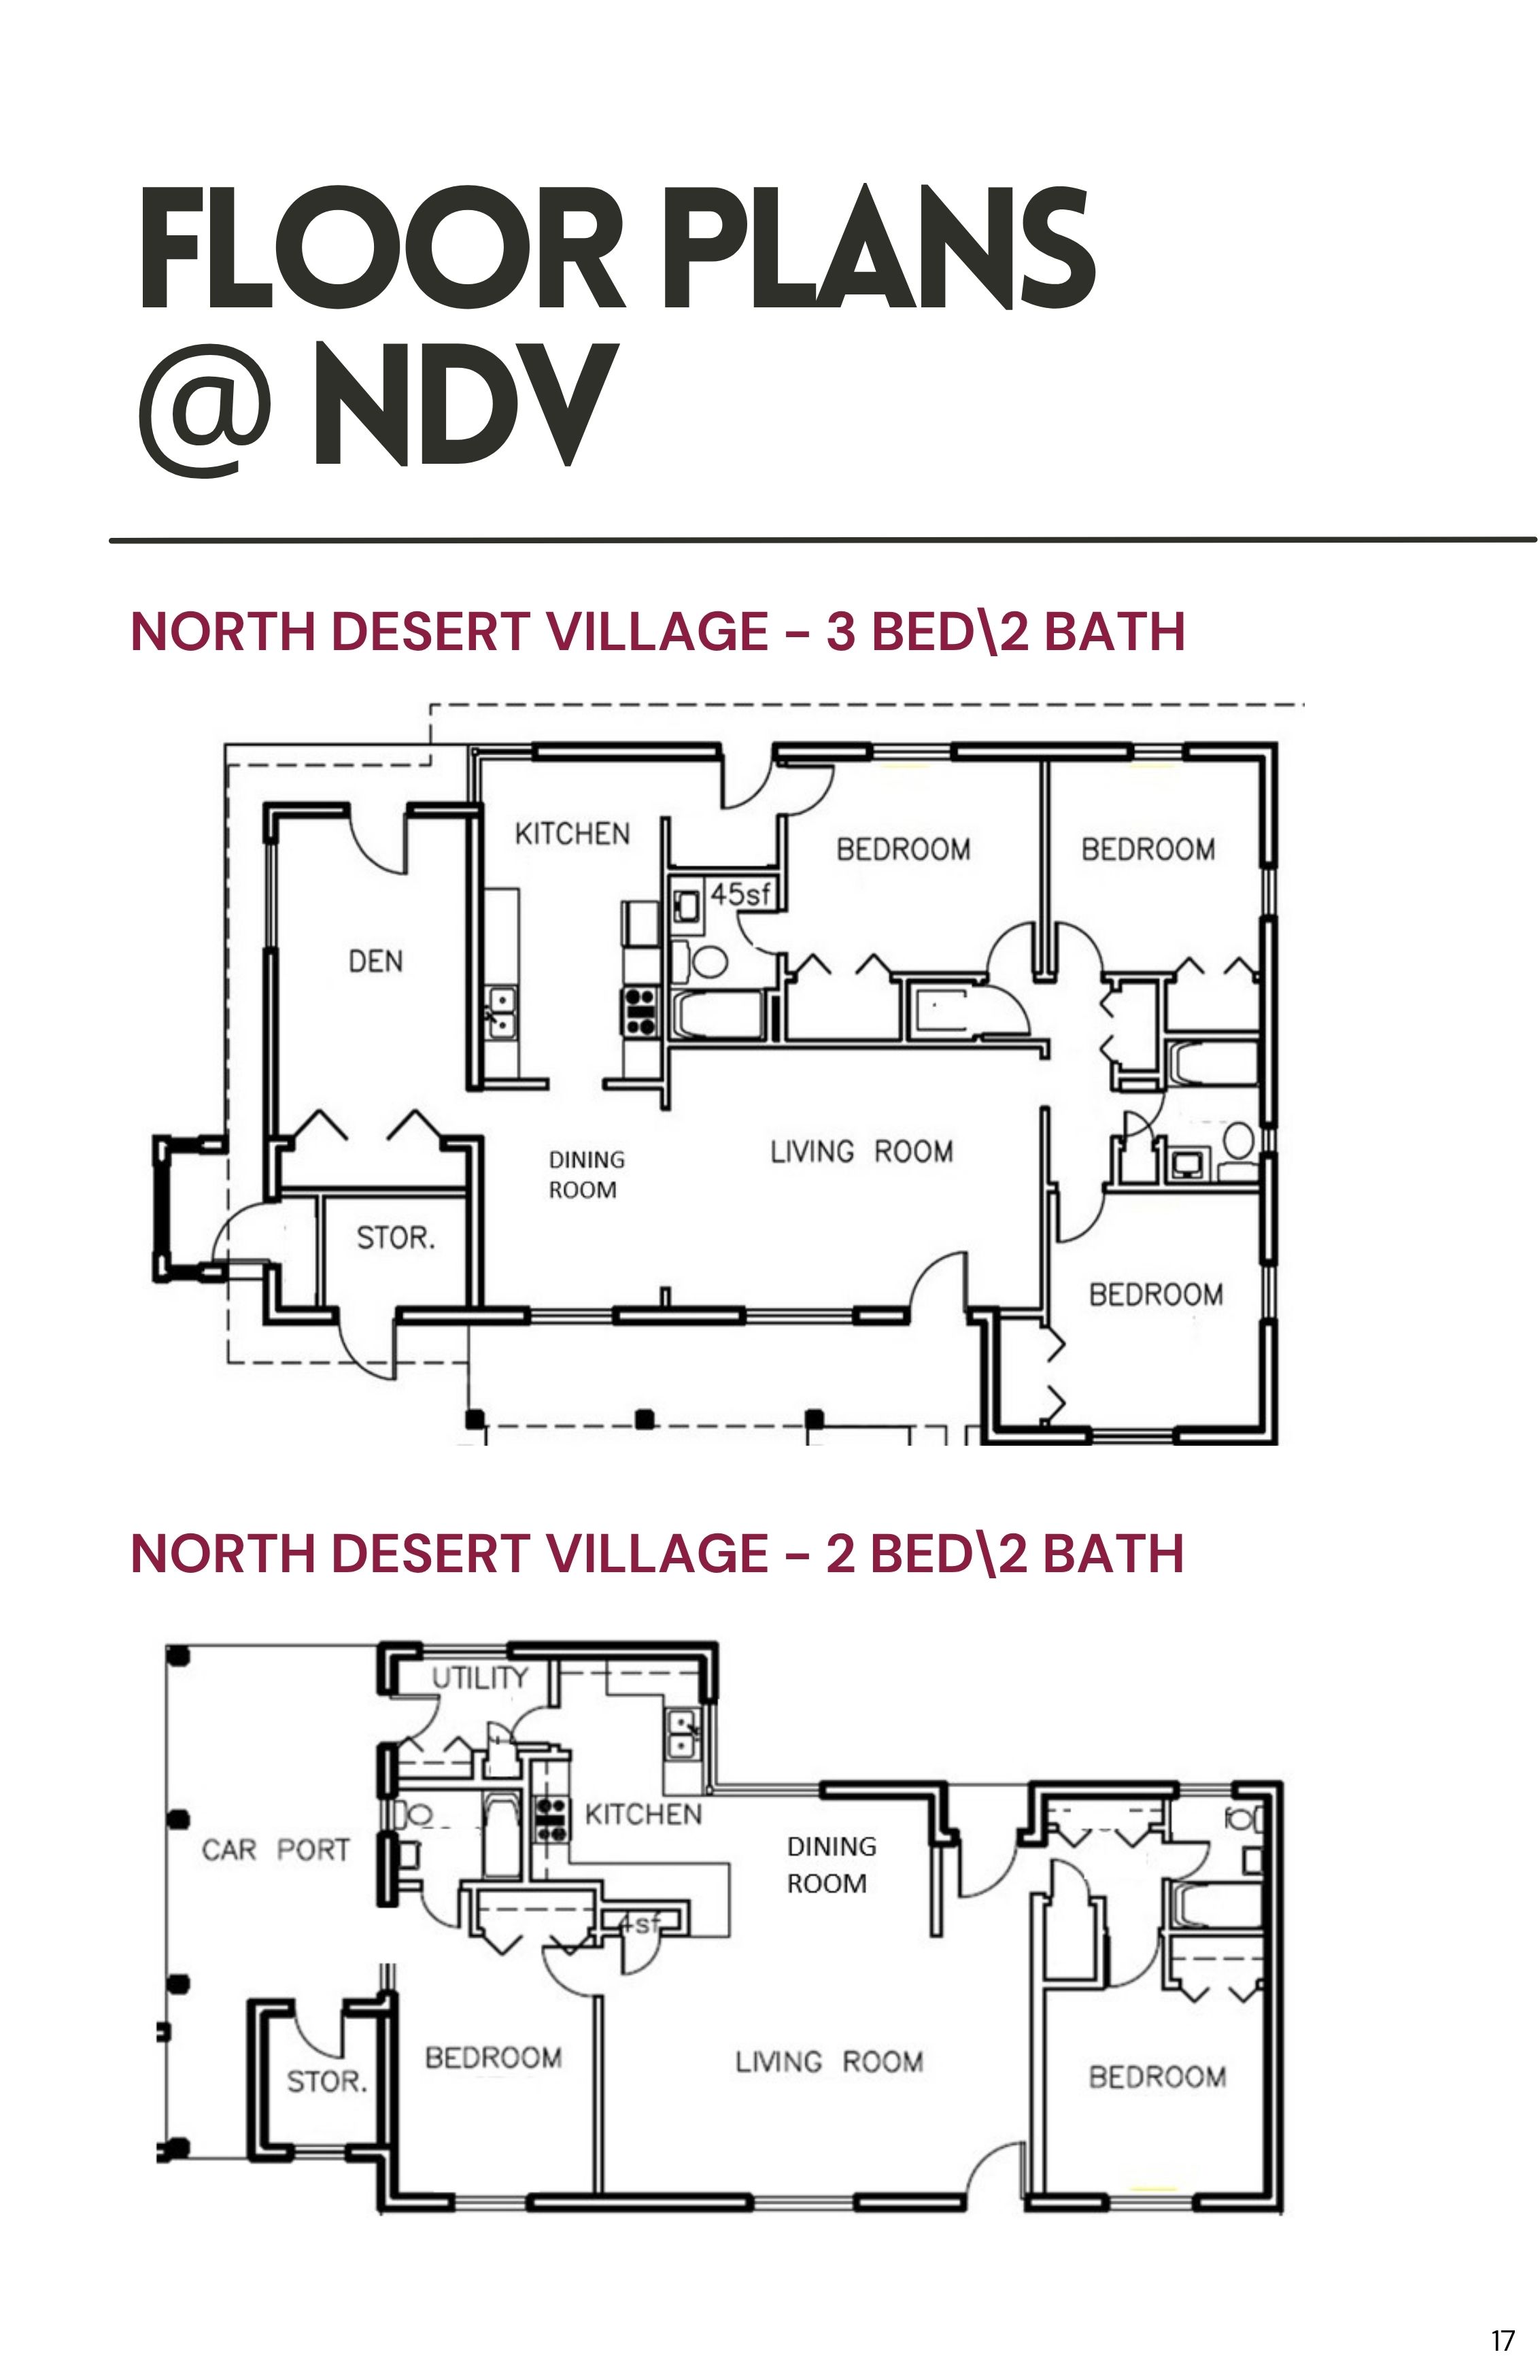 FLOOR PLANS
@ NDV
NORTH DESERT VILLAGE – 3 BED\2 BATH
KITCHEN
BEDROOM
BEDROOM
45sf
DEN
LIVING ROOM
DINING
ROOM
STOR.
BEDROOM
NORTH DESERT VILLAGE – 2 BED\2 BATH
UTILITY
KITCHEN
CAR PORT
DINING
ROOM
4sf
BEDROOM
LIVING ROOM
STOR.
BEDROOM
17